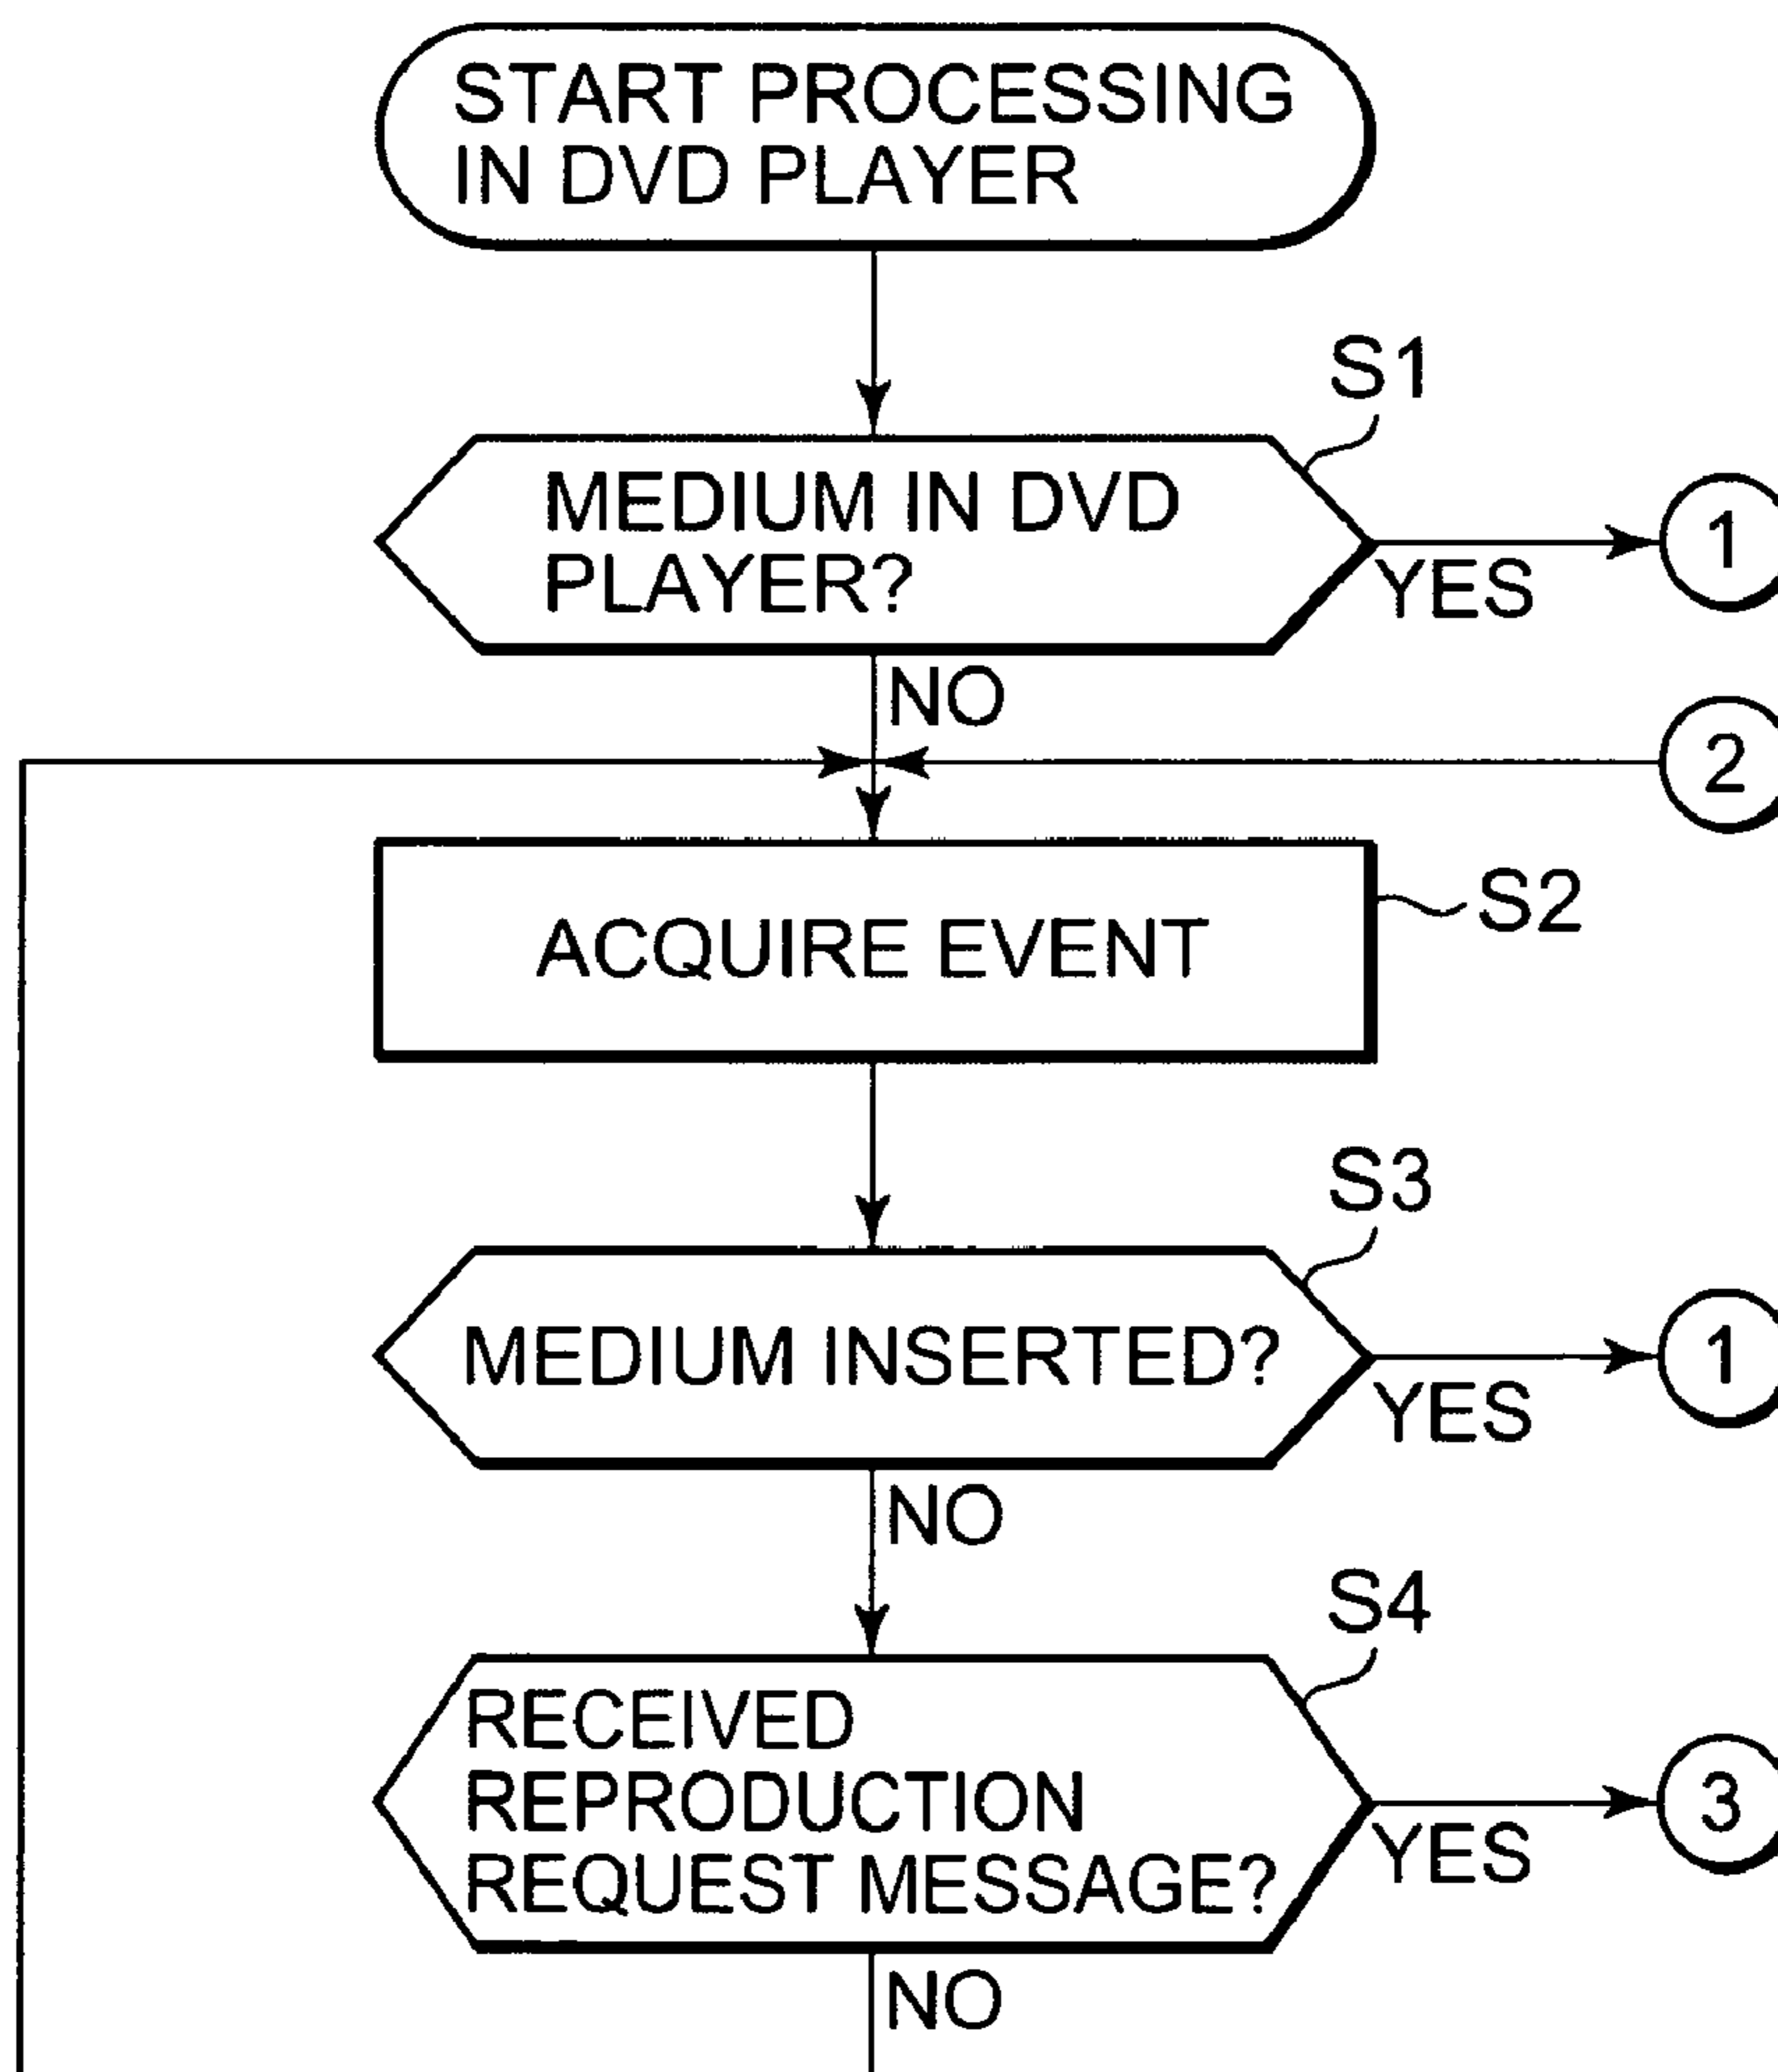 START PROCESSING
IN DVD PLAYER
S1
MEDIUM IN DVD
PLAYER?
YES
1
NO
2
ACQUIRE EVENT
S2
S3
MEDIUM INSERTED?
YES
1
NO
S4
RECEIVED
REPRODUCTION
REQUEST MESSAGE?
YES
3
NO